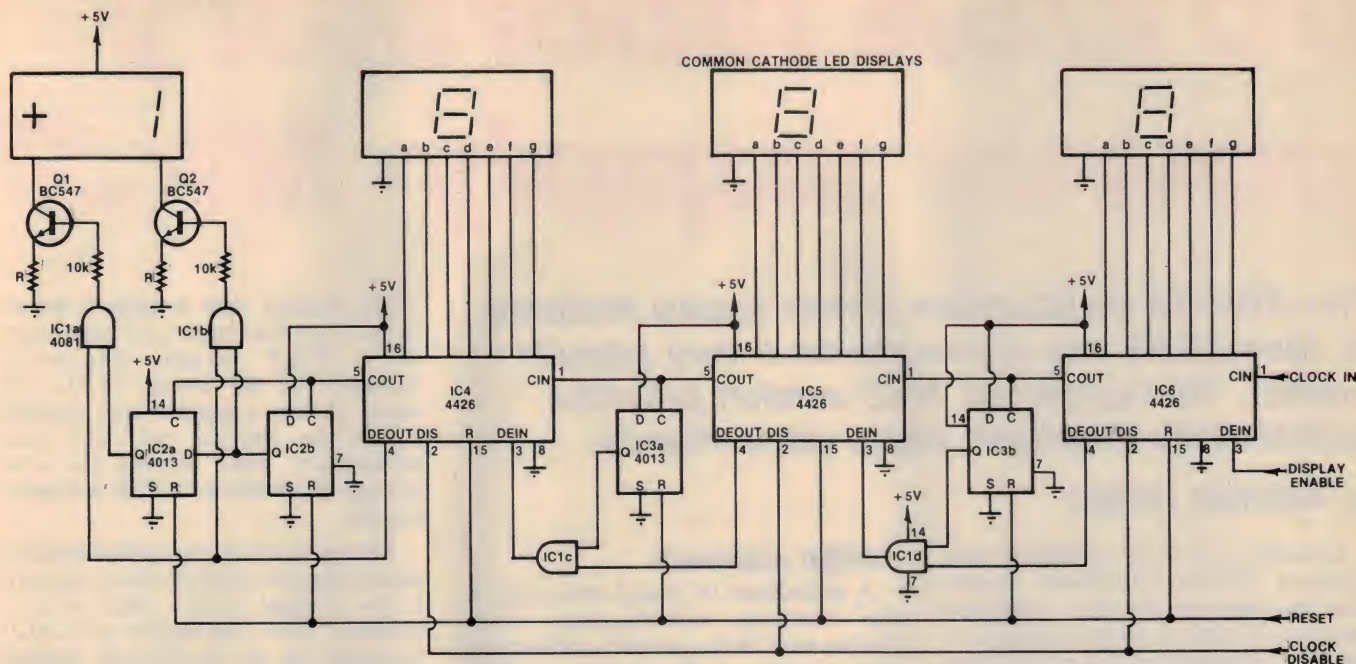 +5V
COMMON CATHODE LED DISPLAYS
+ 1
8
8
8
a b c d e f g
a b c d e f g
a b c d e f g
Q1
BC547
Q2
BC547
R
10k
R
10k
+5V
+5V
+5V
IC1a
4081
IC1b
16
16
16
+5V
14
C
D C
5
COUT
IC4
4426
CIN
1
D C
5
COUT
IC5
4426
CIN
1
D C
5
COUT
IC6
4426
CIN
1
CLOCK IN
Q
IC2a
4013
D
Q
IC2b
7
DEOUT DIS R DEIN
4 2 15 3 8
Q
IC3a
4013
DEOUT DIS R DEIN
4 2 15 3 8
14
Q
IC3b
7
DEOUT DIS R DEIN
4 2 15 8 3
S R
S R
S R
S R
DISPLAY
ENABLE
IC1c
+5V
14
IC1d
7
RESET
CLOCK
DISABLE